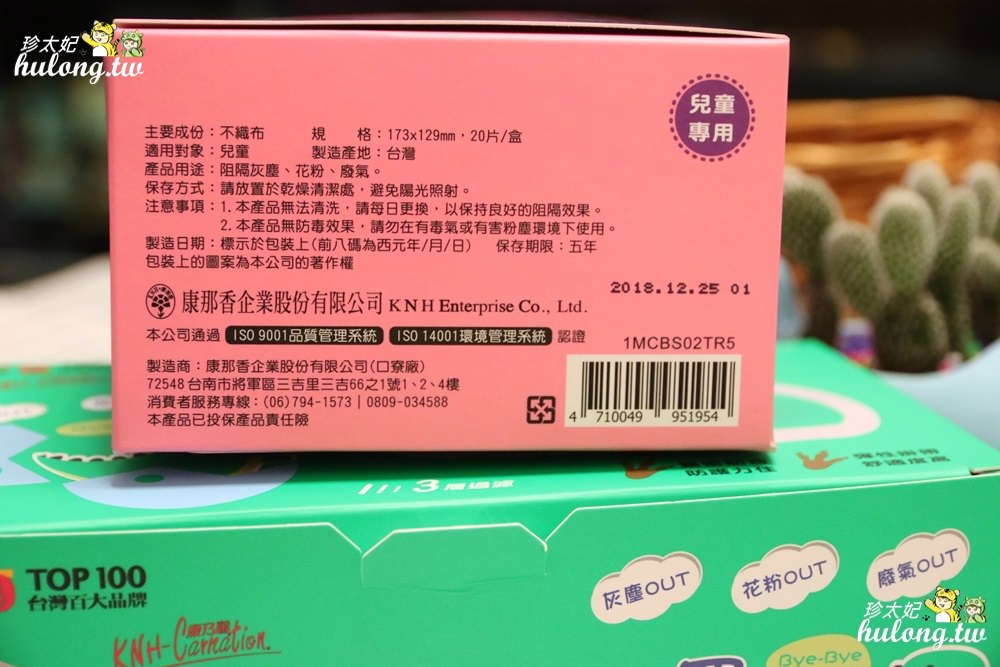 珍太妃
hulong.tw
兒童
專用
主要成份：不織布　規　格：173x129mm，20片/盒
適用對象：兒童　製造產地：台灣
產品用途：阻隔灰塵、花粉、廢氣。
保存方式：請放置於乾燥清潔處，避免陽光照射。
注意事項：1.本產品無法清洗，請每日更換，以保持良好的阻隔效果。
2.本產品無防毒效果，請勿在有毒氣或有害粉塵環境下使用。
製造日期：標示於包裝上(前八碼為西元年/月/日)　保存期限：五年
包裝上的圖案為本公司的著作權
康那香企業股份有限公司 KNH Enterprise Co., Ltd.
2018.12.25 01
本公司通過 ISO 9001品質管理系統 ISO 14001環境管理系統 認證
1MCBS02TR5
製造商：康那香企業股份有限公司(口寮廠)
72548台南市將軍區三吉里三吉66之1號1、2、4樓
消費者服務專線：(06)794-1573 | 0809-034588
本產品已投保產品責任險
4 710049 951954
防護力佳
舒適度高
3層過濾
TOP 100
台灣百大品牌
康乃馨
KNH-Carnation.
灰塵OUT
花粉OUT
廢氣OUT
Bye-Bye
珍太妃
hulong.tw